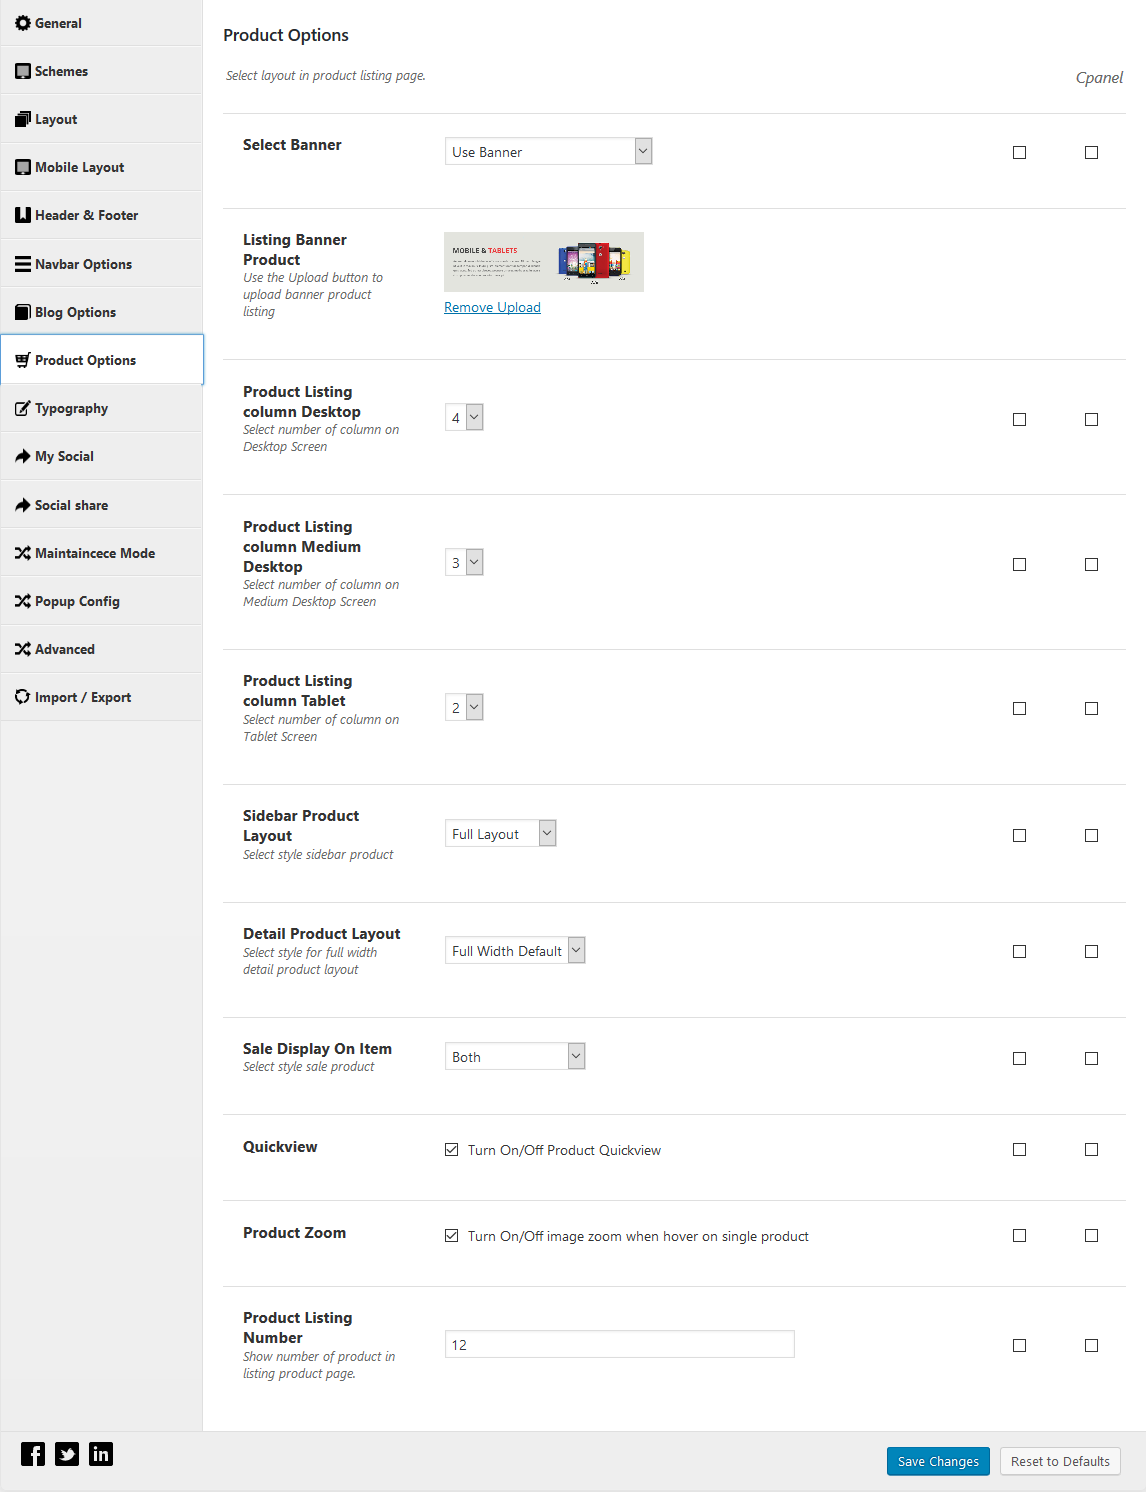 General
Schemes
Layout
Mobile Layout
Header & Footer
Navbar Options
Blog Options
Product Options
Typography
My Social
Social share
Maintaincece Mode
Popup Config
Advanced
Import / Export
Product Options
Select layout in product listing page.
Cpanel
Select Banner
Use Banner
Listing Banner
Product
Use the Upload button to
upload banner product
listing
MOBILE & TABLETS
Remove Upload
Product Listing
column Desktop
Select number of column on
Desktop Screen
4
Product Listing
column Medium
Desktop
Select number of column on
Medium Desktop Screen
3
Product Listing
column Tablet
Select number of column on
Tablet Screen
2
Sidebar Product
Layout
Select style sidebar product
Full Layout
Detail Product Layout
Select style for full width
detail product layout
Full Width Default
Sale Display On Item
Select style sale product
Both
Quickview
Turn On/Off Product Quickview
Product Zoom
Turn On/Off image zoom when hover on single product
Product Listing
Number
Show number of product in
listing product page.
12
Save Changes
Reset to Defaults